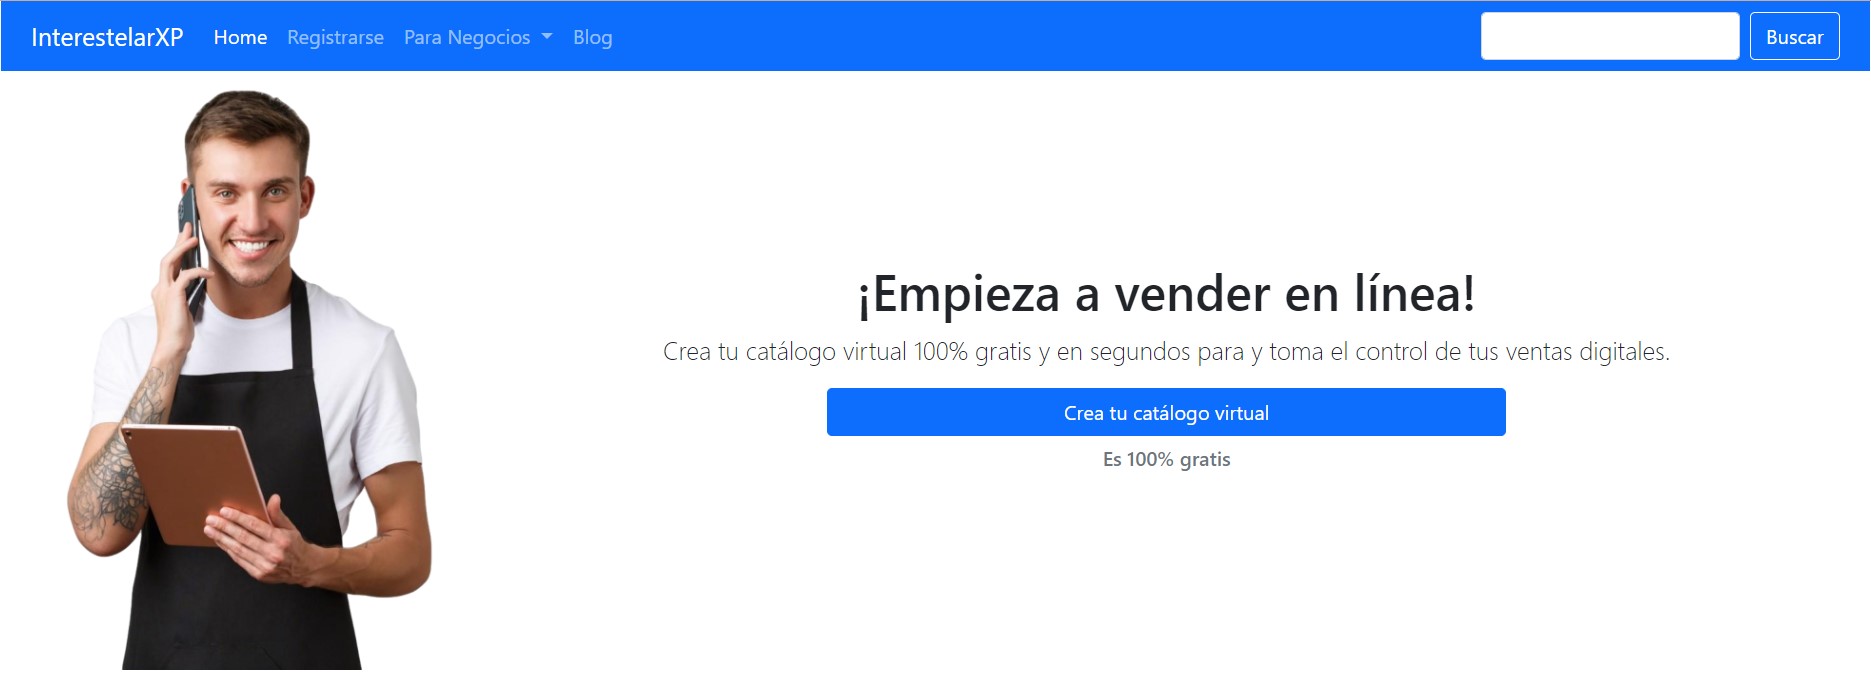 InterestelarXP Home Registrarse Para Negocios Blog Buscar
¡Empieza a vender en línea!
Crea tu catálogo virtual 100% gratis y en segundos para y toma el control de tus ventas digitales.
Crea tu catálogo virtual
Es 100% gratis